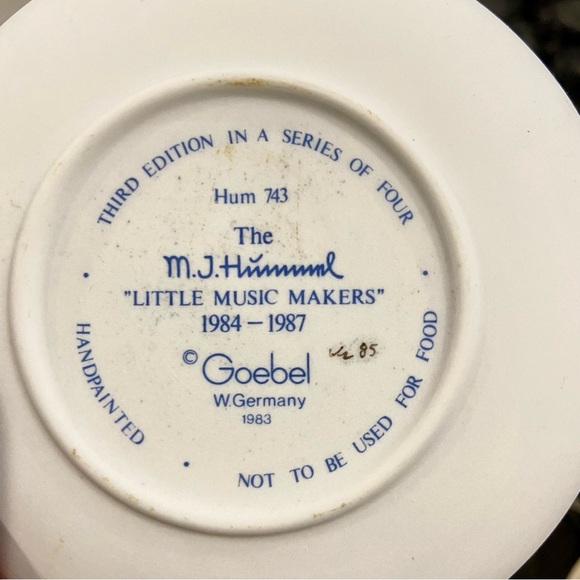 THIRD EDITION IN A SERIES OF FOUR
Hum 743
The
M.J.Hummel
"LITTLE MUSIC MAKERS"
1984 – 1987
© Goebel
85
W.Germany
1983
HANDPAINTED
NOT TO BE USED FOR FOOD